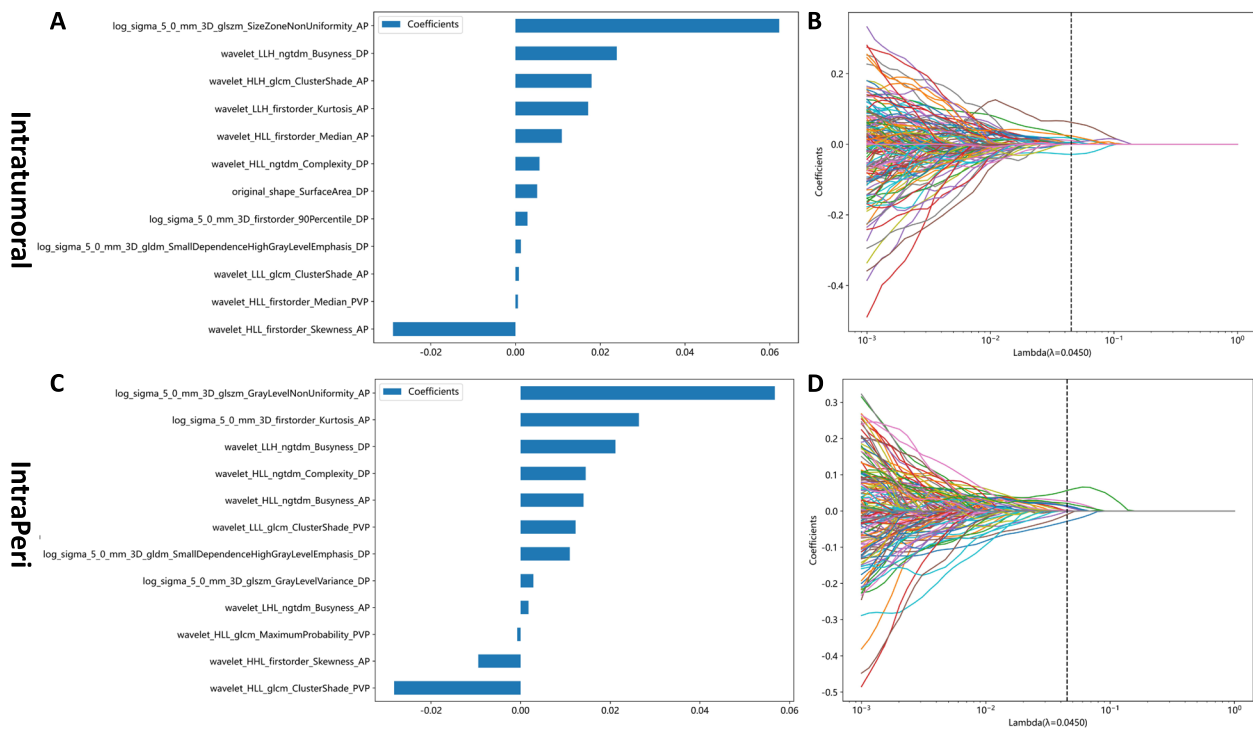 A
Intratumoral
Coefficients
log_sigma_5_0_mm_3D_glszm_SizeZoneNonUniformity_AP
wavelet_LLH_ngtdm_Busyness_DP
wavelet_HLH_glcm_ClusterShade_AP
wavelet_LLH_firstorder_Kurtosis_AP
wavelet_HLL_firstorder_Median_AP
wavelet_HLL_ngtdm_Complexity_DP
original_shape_SurfaceArea_DP
log_sigma_5_0_mm_3D_firstorder_90Percentile_DP
log_sigma_5_0_mm_3D_gldm_SmallDependenceHighGrayLevelEmphasis_DP
wavelet_LLL_glcm_ClusterShade_AP
wavelet_HLL_firstorder_Median_PVP
wavelet_HLL_firstorder_Skewness_AP
-0.02 0.00 0.02 0.04 0.06
B
Coefficients
0.2
0.0
-0.2
-0.4
10⁻³ 10⁻² 10⁻¹ 10⁰
Lambda(λ=0.0450)
C
IntraPeri
Coefficients
log_sigma_5_0_mm_3D_glszm_GrayLevelNonUniformity_AP
log_sigma_5_0_mm_3D_firstorder_Kurtosis_AP
wavelet_LLH_ngtdm_Busyness_DP
wavelet_HLL_ngtdm_Complexity_DP
wavelet_HLL_ngtdm_Busyness_AP
wavelet_LLL_glcm_ClusterShade_PVP
log_sigma_5_0_mm_3D_gldm_SmallDependenceHighGrayLevelEmphasis_DP
log_sigma_5_0_mm_3D_glszm_GrayLevelVariance_DP
wavelet_LHL_ngtdm_Busyness_AP
wavelet_HLL_glcm_MaximumProbability_PVP
wavelet_HHL_firstorder_Skewness_AP
wavelet_HLL_glcm_ClusterShade_PVP
-0.02 0.00 0.02 0.04 0.06
D
Coefficients
0.3
0.2
0.1
0.0
-0.1
-0.2
-0.3
-0.4
-0.5
10⁻³ 10⁻² 10⁻¹ 10⁰
Lambda(λ=0.0450)